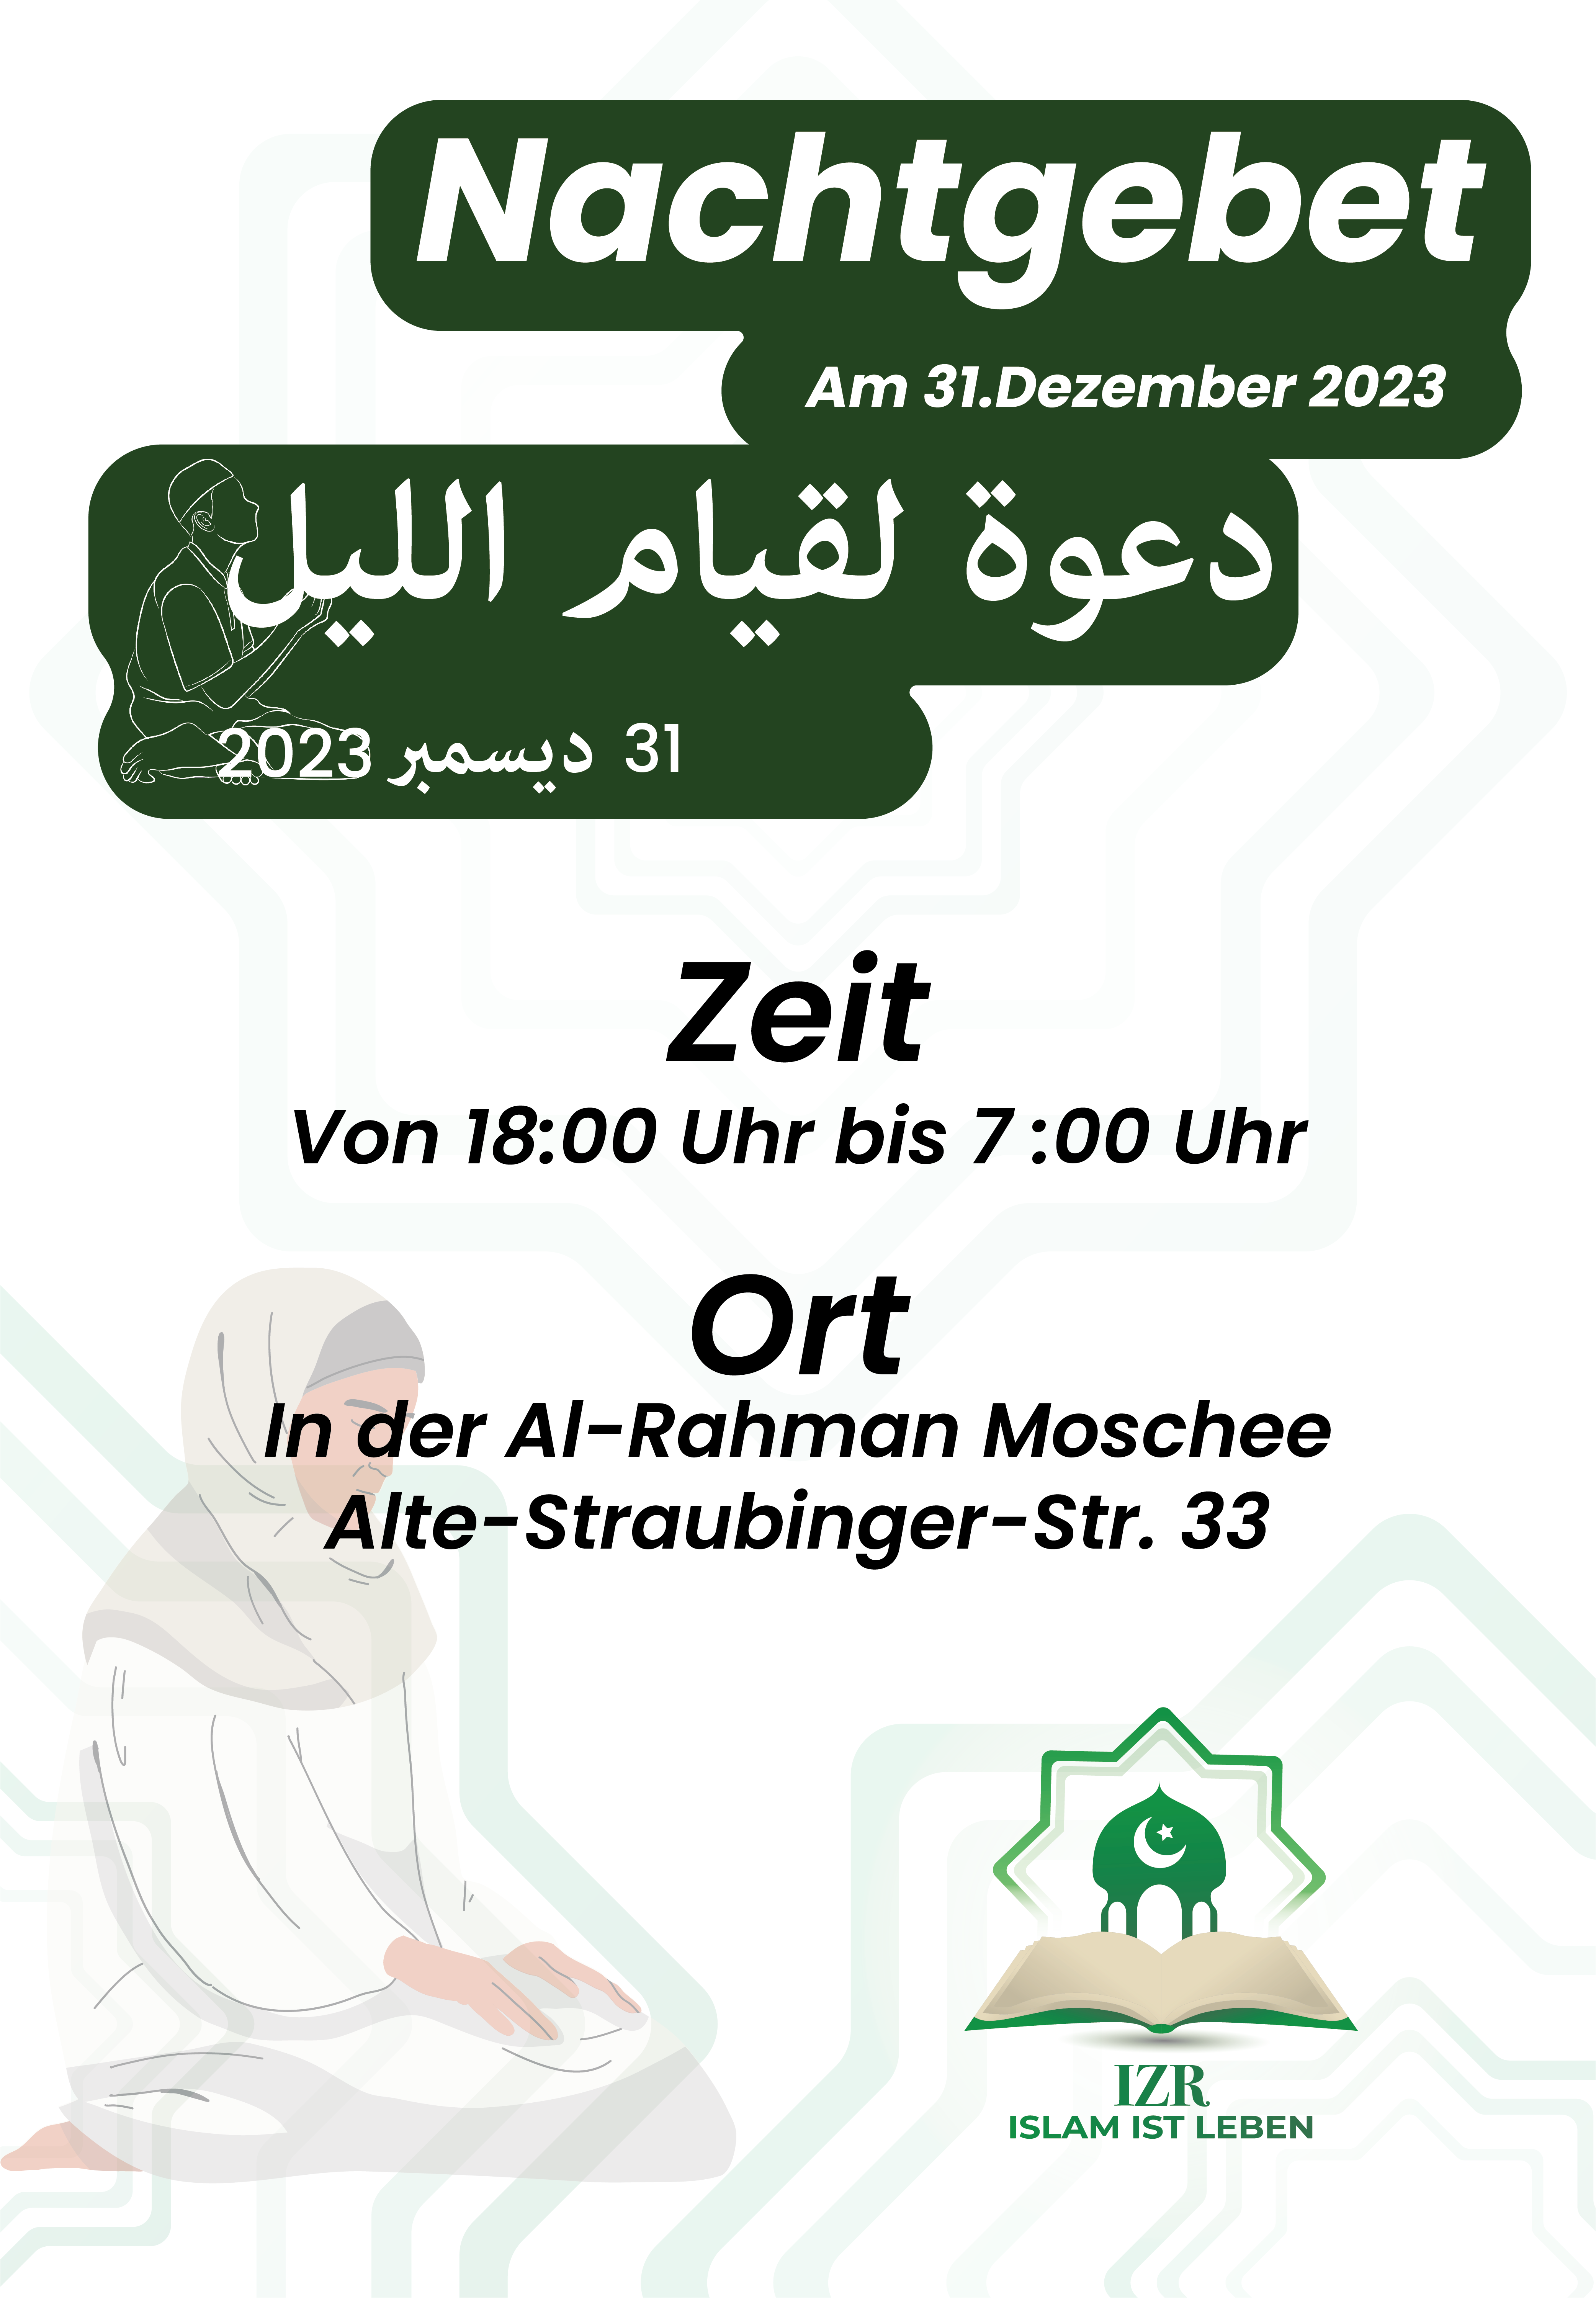 Nachtgebet
Am 31.Dezember 2023
دعوة لقيام الليل
31 ديسمبر 2023
Zeit
Von 18:00 Uhr bis 7 :00 Uhr
Ort
In der Al-Rahman Moschee
Alte-Straubinger-Str. 33
IZR
ISLAM IST LEBEN